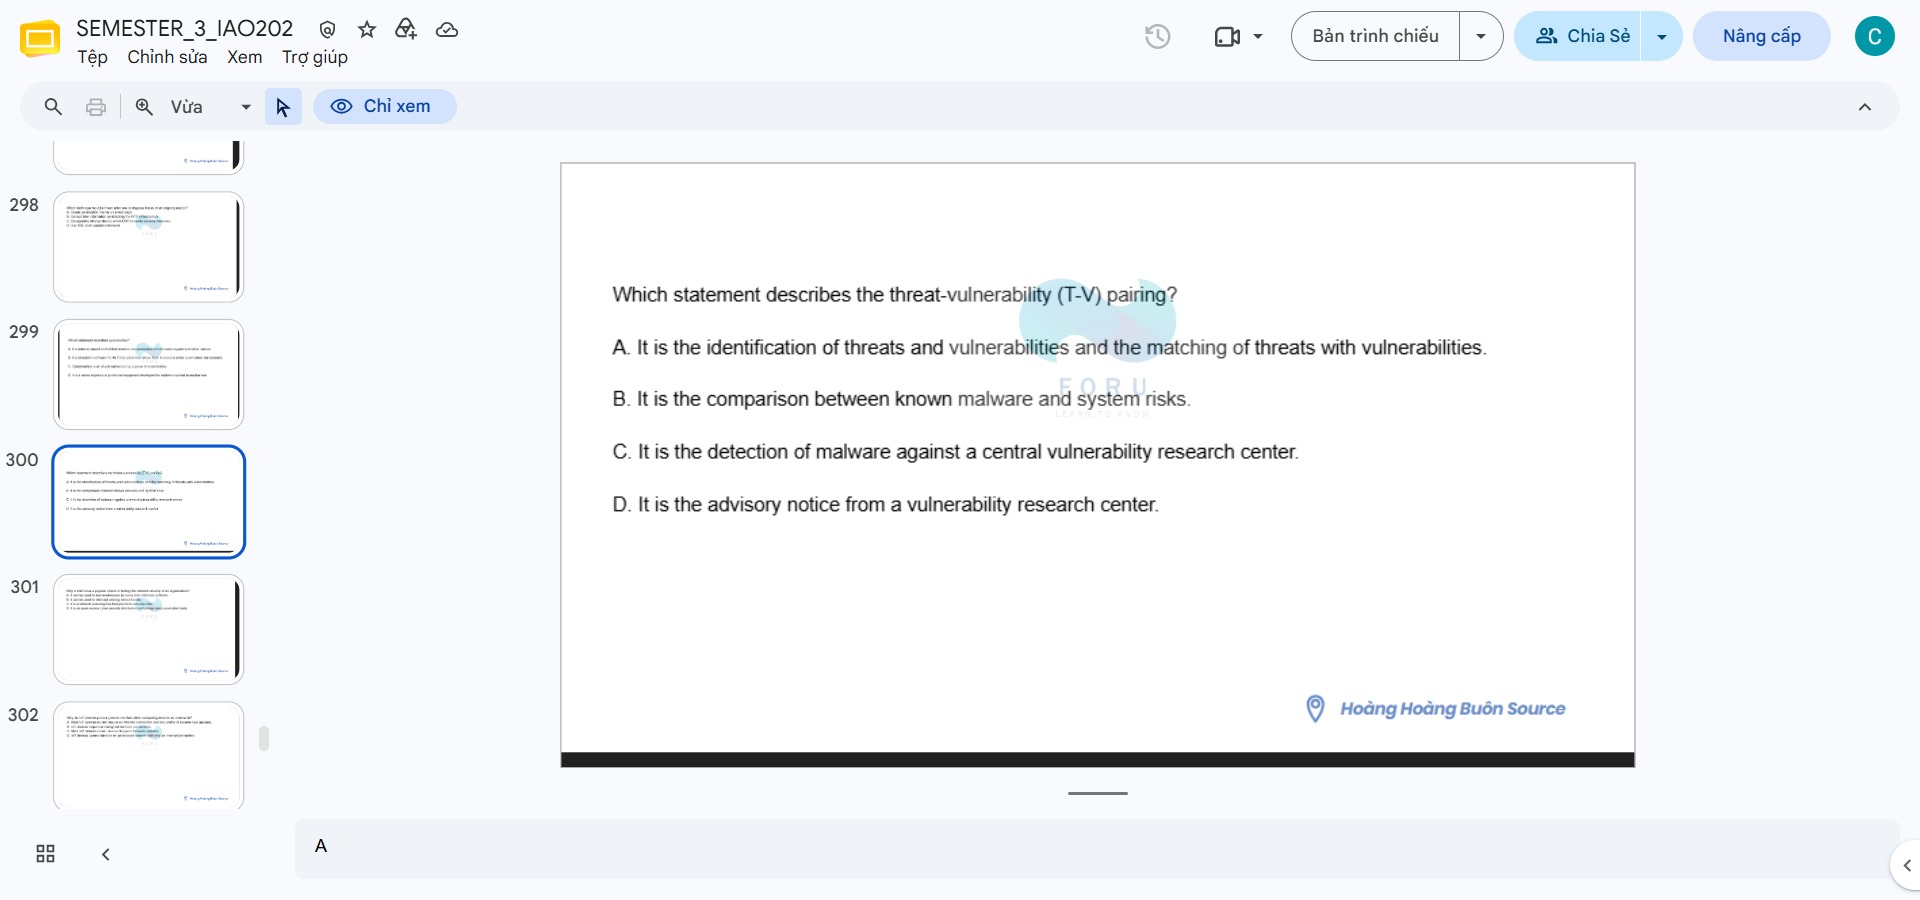 SEMESTER_3_IAO202
Tệp Chỉnh sửa Xem Trợ giúp
Bản trình chiếu
Chia Sẻ
Nâng cấp
C
Vừa
Chỉ xem
298
299
300
301
302
Which statement describes the threat-vulnerability (T-V) pairing?
A. It is the identification of threats and vulnerabilities and the matching of threats with vulnerabilities.
FORU
LEARN TO KNOW
B. It is the comparison between known malware and system risks.
C. It is the detection of malware against a central vulnerability research center.
D. It is the advisory notice from a vulnerability research center.
Hoàng Hoàng Buôn Source
A